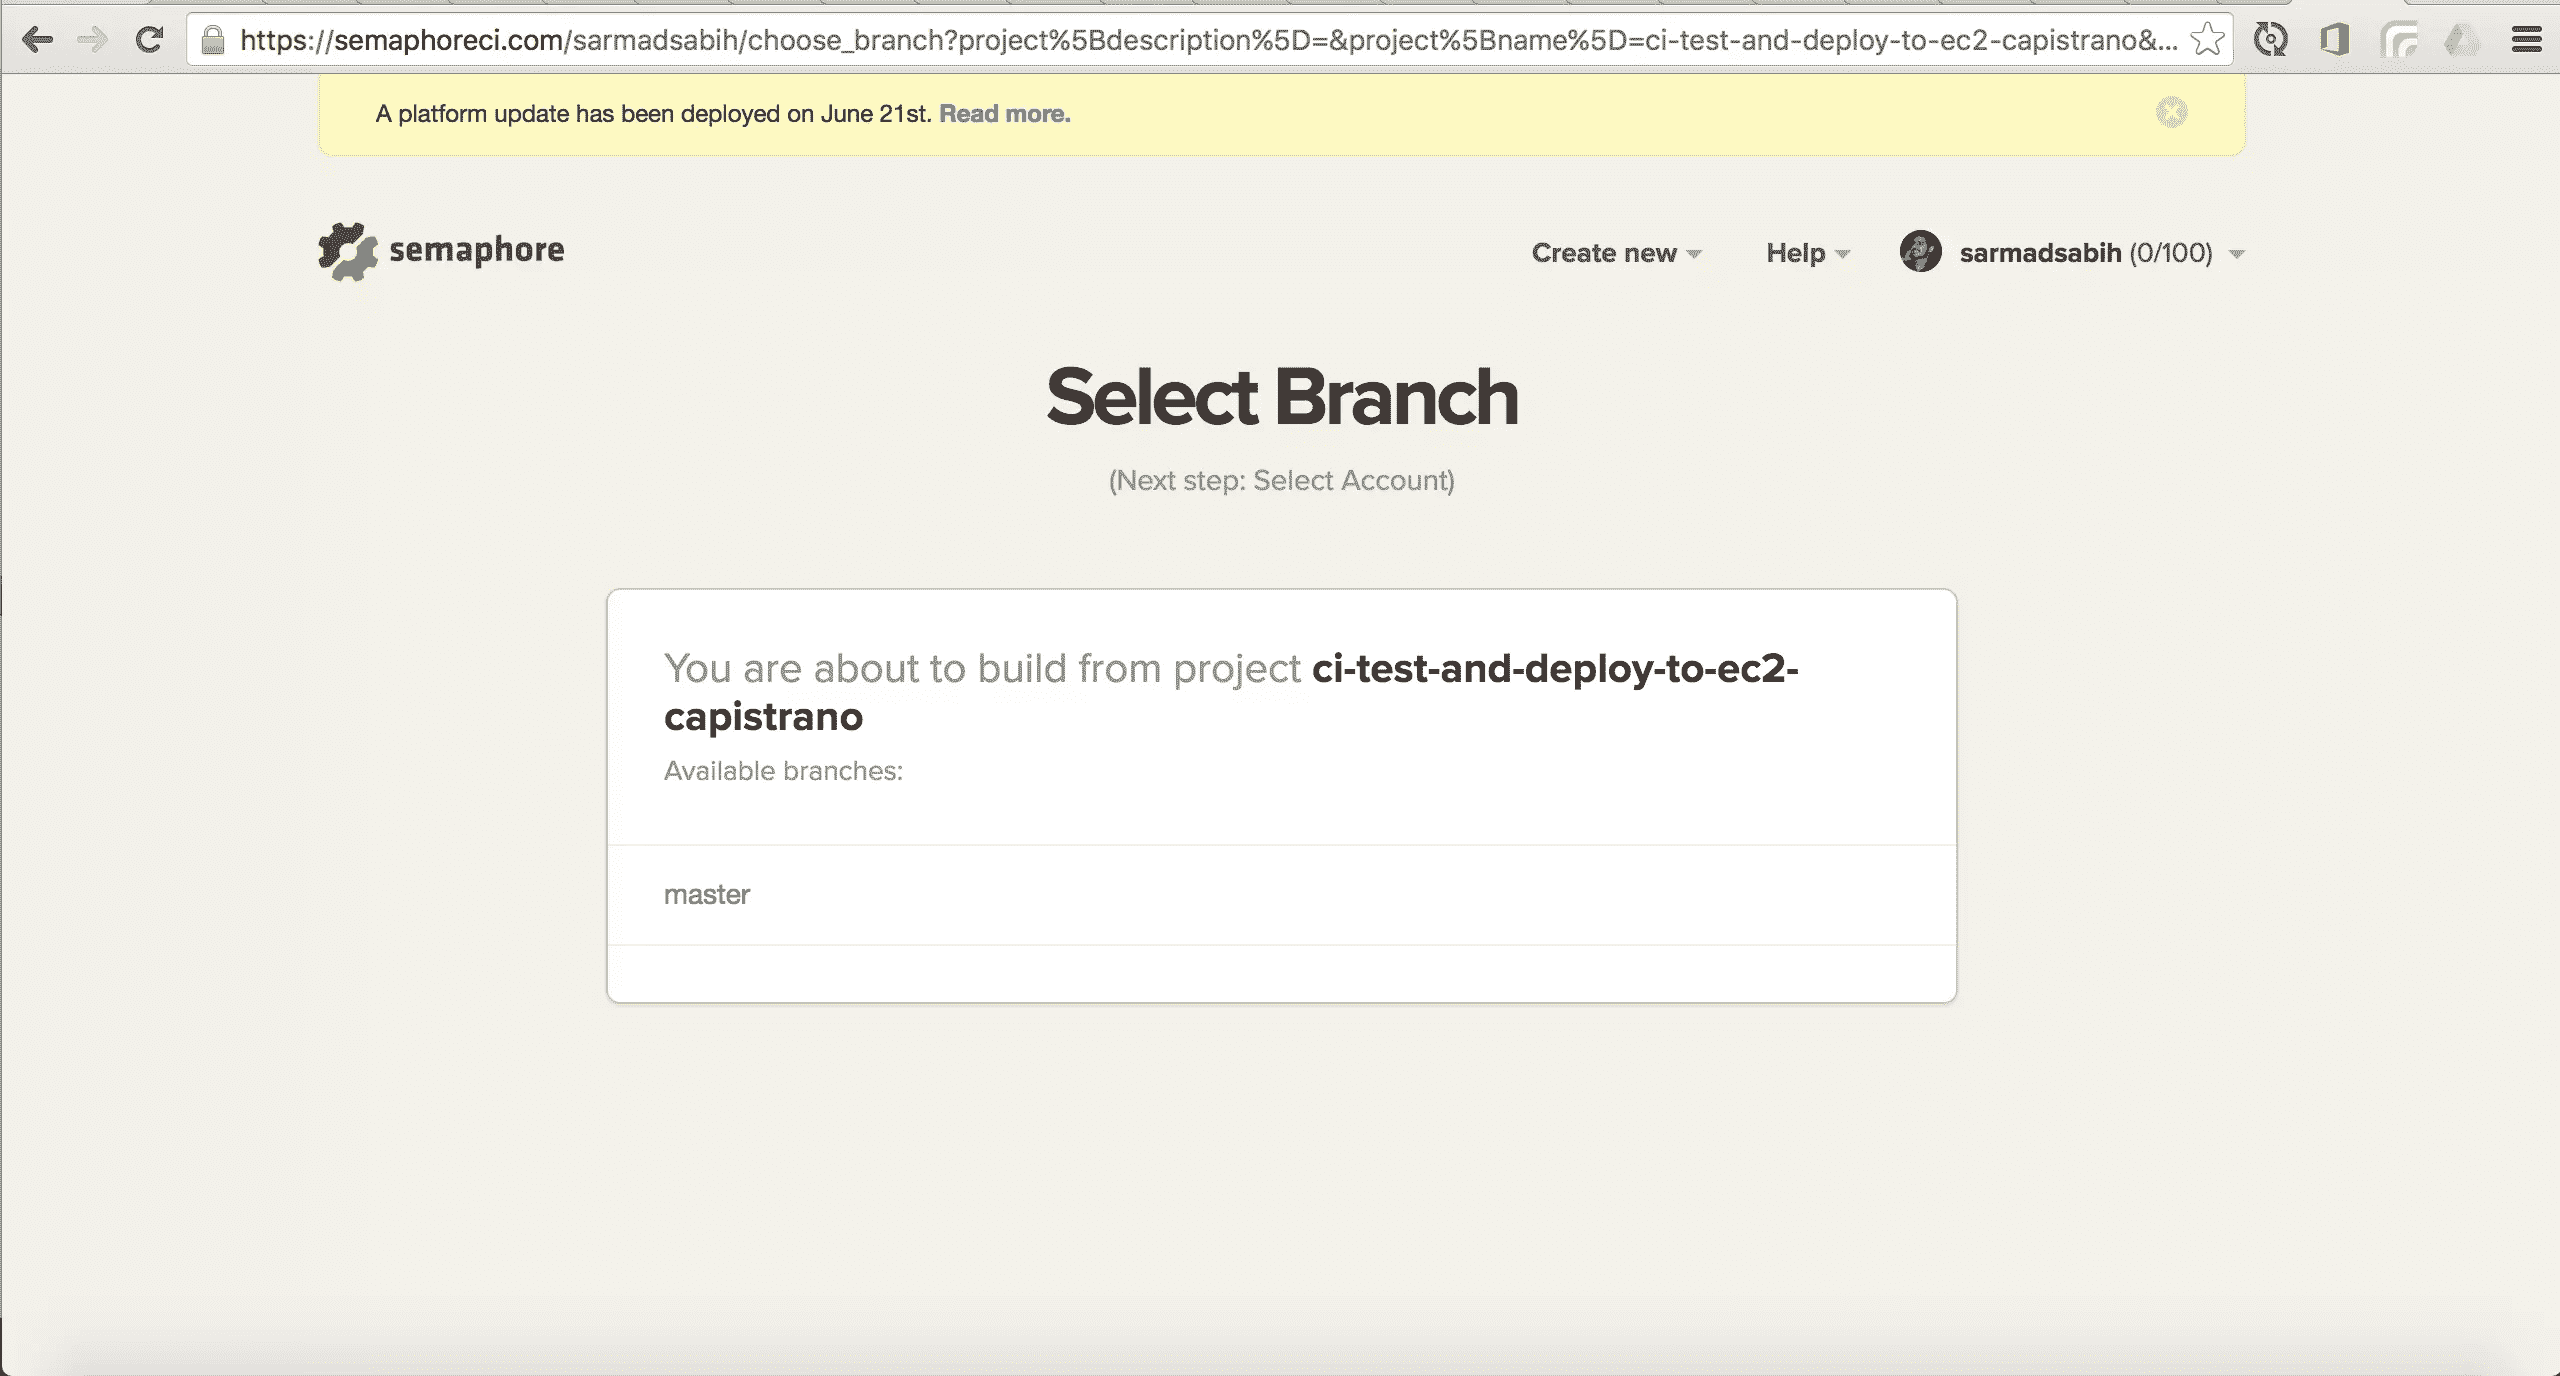 https://semaphoreci.com/sarmadsabih/choose_branch?project%5Bdescription%5D=&project%5Bname%5D=ci-test-and-deploy-to-ec2-capistrano&...
A platform update has been deployed on June 21st. Read more.
semaphore
Create new
Help
sarmadsabih (0/100)
Select Branch
(Next step: Select Account)
You are about to build from project ci-test-and-deploy-to-ec2-
capistrano
Available branches:
master